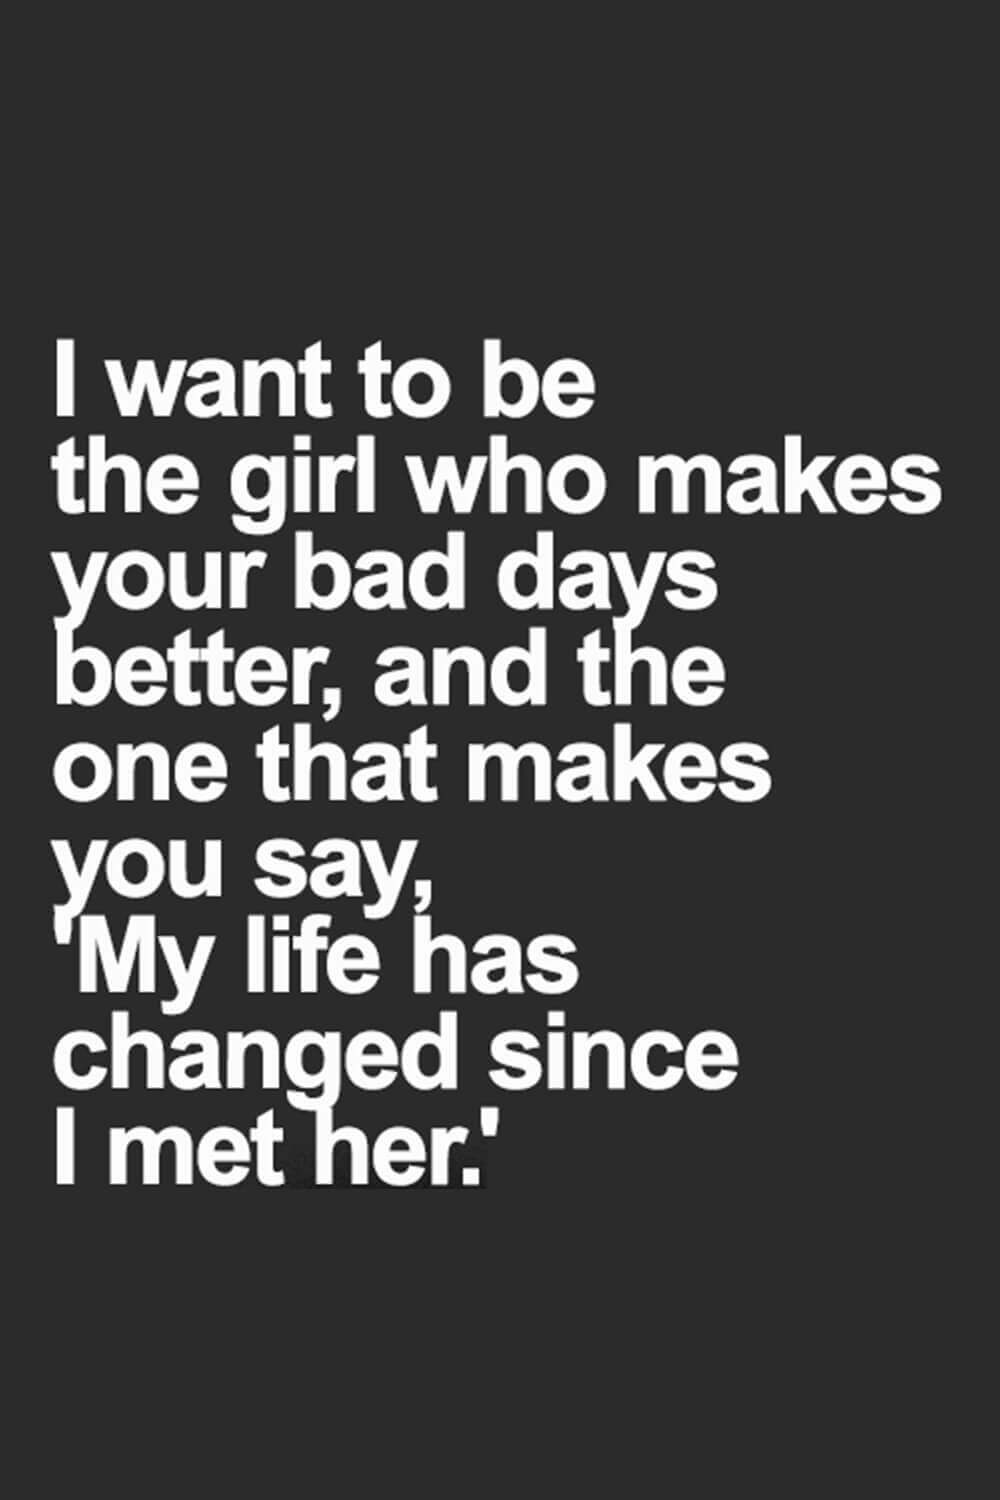 I want to be
the girl who makes
your bad days
better, and the
one that makes
you say,
'My life has
changed since
I met her.'